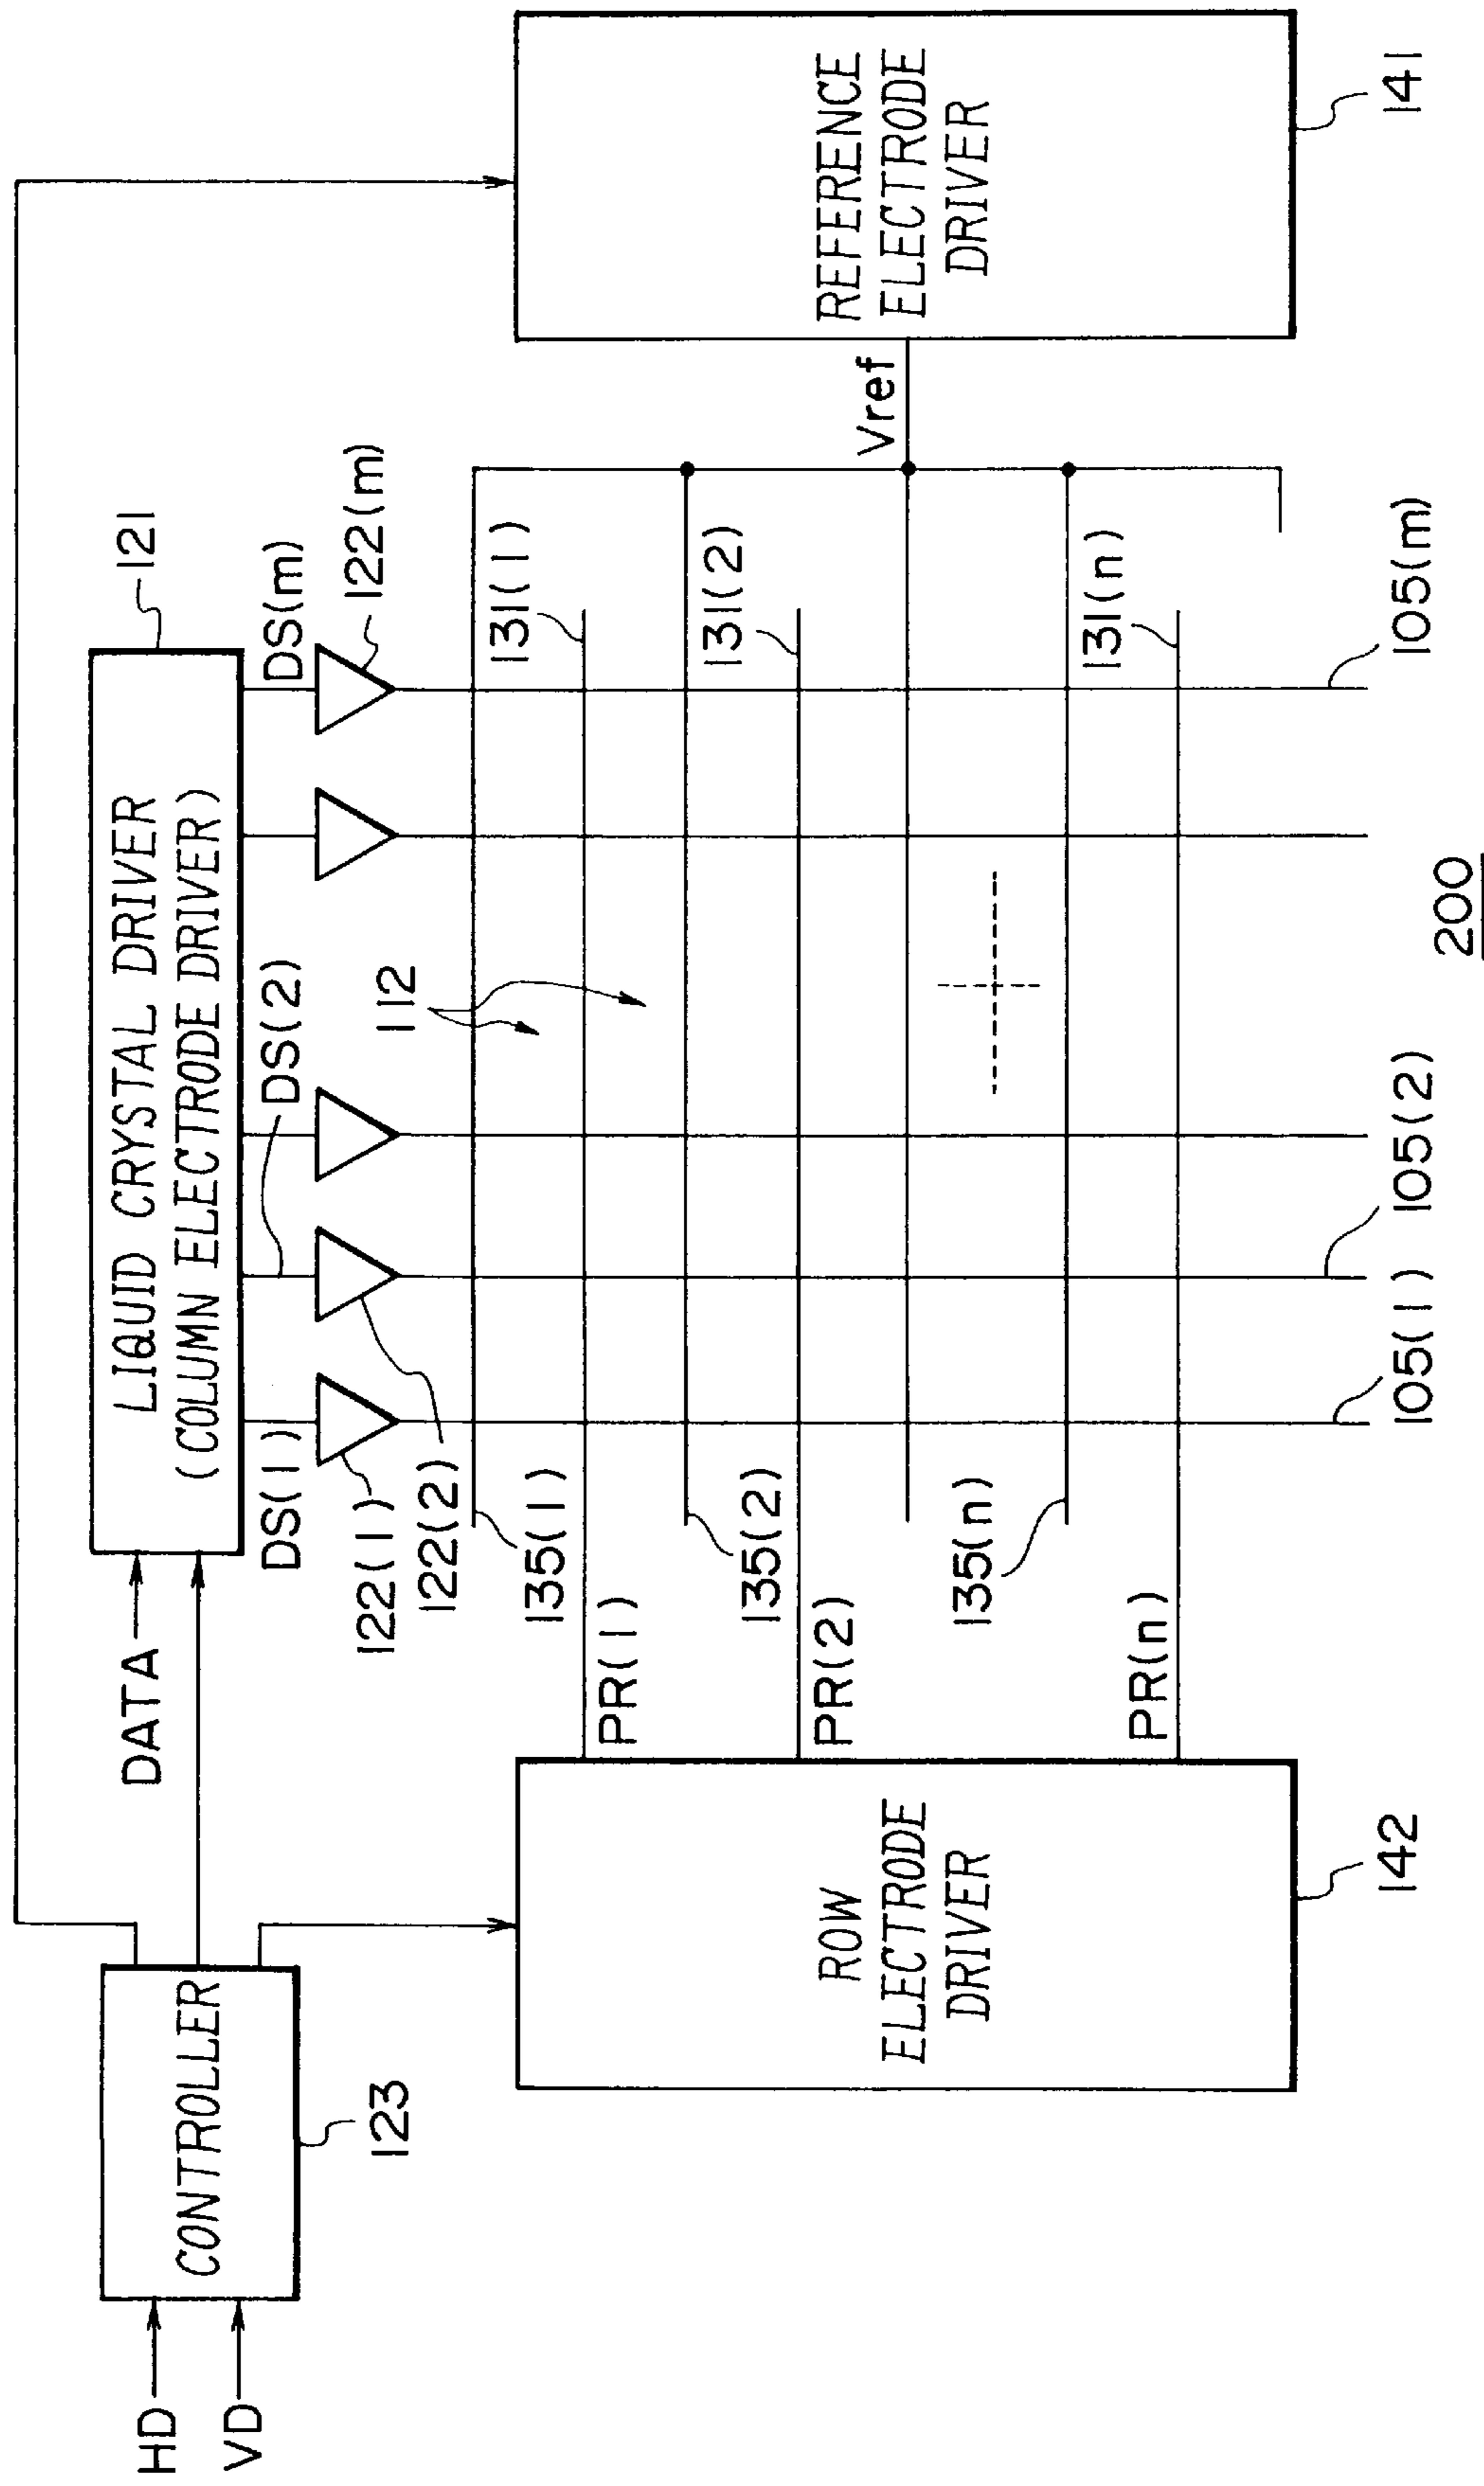 HD
VD
CONTROLLER
123
DATA
LIQUID CRYSTAL DRIVER
(COLUMN ELECTRODE DRIVER)
121
DS(1)
DS(2)
DS(m)
122(1)
122(2)
122(m)
112
135(1)
131(1)
135(2)
131(2)
135(n)
131(n)
PR(1)
PR(2)
PR(n)
Vref
ROW
ELECTRODE
DRIVER
142
REFERENCE
ELECTRODE
DRIVER
141
105(1)
105(2)
105(m)
200